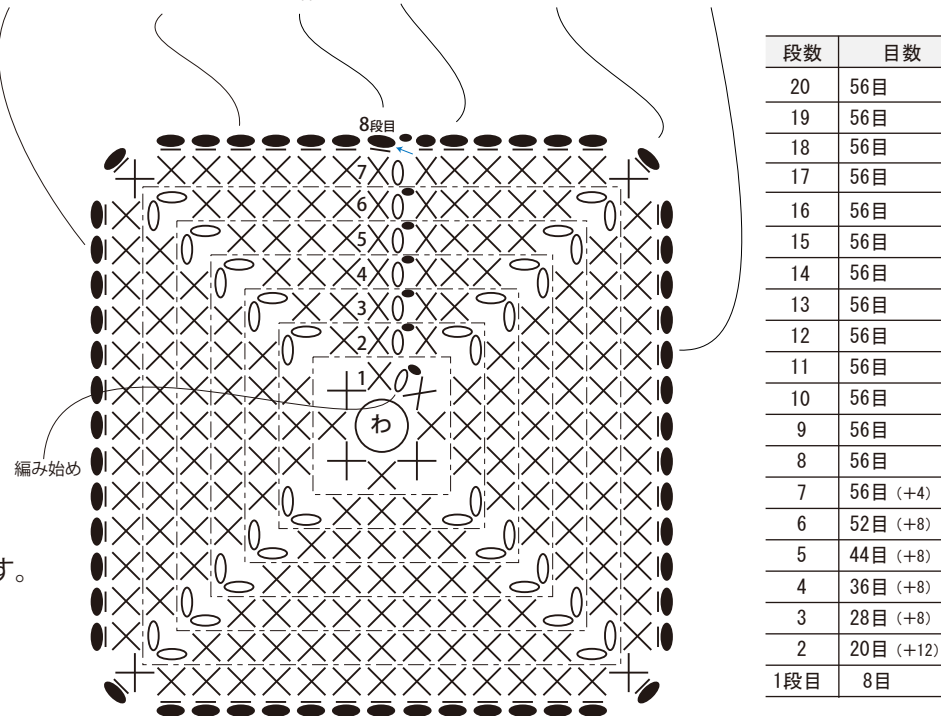 8段目
7
6
5
4
3
2
1
わ
編み始め
す。
段数 目数
20 56目
19 56目
18 56目
17 56目
16 56目
15 56目
14 56目
13 56目
12 56目
11 56目
10 56目
9 56目
8 56目
7 56目（+4）
6 52目（+8）
5 44目（+8）
4 36目（+8）
3 28目（+8）
2 20目（+12）
1段目 8目